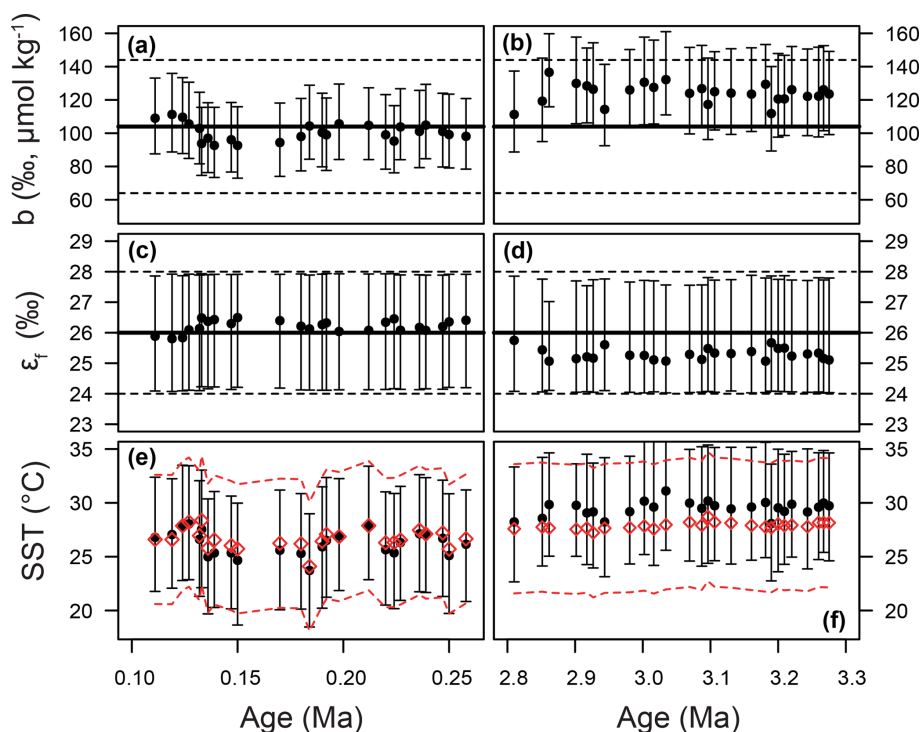 b (‰, μmol kg⁻¹)
160
140
120
100
80
60
(a)
(b)
160
140
120
100
80
60
εf (‰)
29
28
27
26
25
24
23
(c)
(d)
29
28
27
26
25
24
23
SST (°C)
35
30
25
20
(e)
(f)
35
30
25
20
0.10 0.15 0.20 0.25
2.8 2.9 3.0 3.1 3.2 3.3
Age (Ma)
Age (Ma)